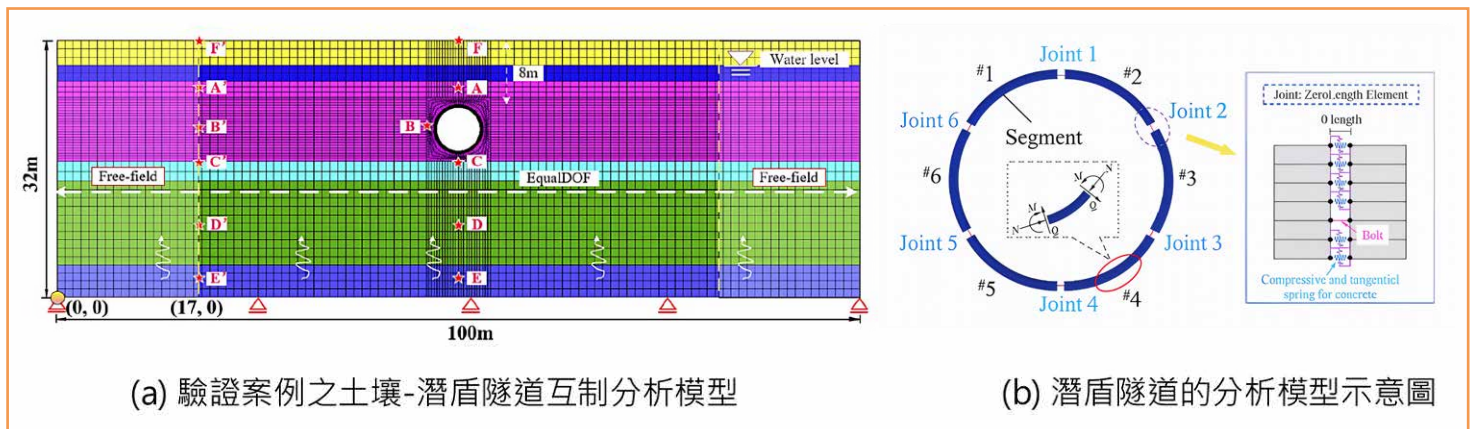 F'
F
Water level
8m
A'
A
B'
B
C'
C
32m
Free-field
EqualDOF
Free-field
D'
D
E'
E
(0, 0)
(17, 0)
100m
(a) 驗證案例之土壤-潛盾隧道互制分析模型
Joint 1
#1
#2
Joint 2
Joint 6
Segment
#6
#3
M
N
Q
M
N
Q
Joint 5
Joint 3
#5
#4
Joint 4
Joint: ZeroLength Element
0 length
Bolt
Compressive and tangentiel
spring for concrete
(b) 潛盾隧道的分析模型示意圖